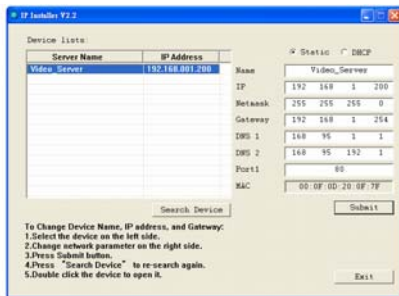 IP Installer V2.2
Device lists:
Server Name IP Address
Video_Server 192.168.001.200
Static DHCP
Name Video_Server
IP 192 168 1 200
Netmask 255 255 255 0
Gateway 192 168 1 254
DNS 1 168 95 1 1
DNS 2 168 95 192 1
Port1 80
MAC 00:0F:0D:20:0F:7F
Search Device
Submit
To Change Device Name, IP address, and Gateway:
1.Select the device on the left side.
2.Change network parameter on the right side.
3.Press Submit button.
4.Press "Search Device" to re-search again.
5.Double click the device to open it.
Exit